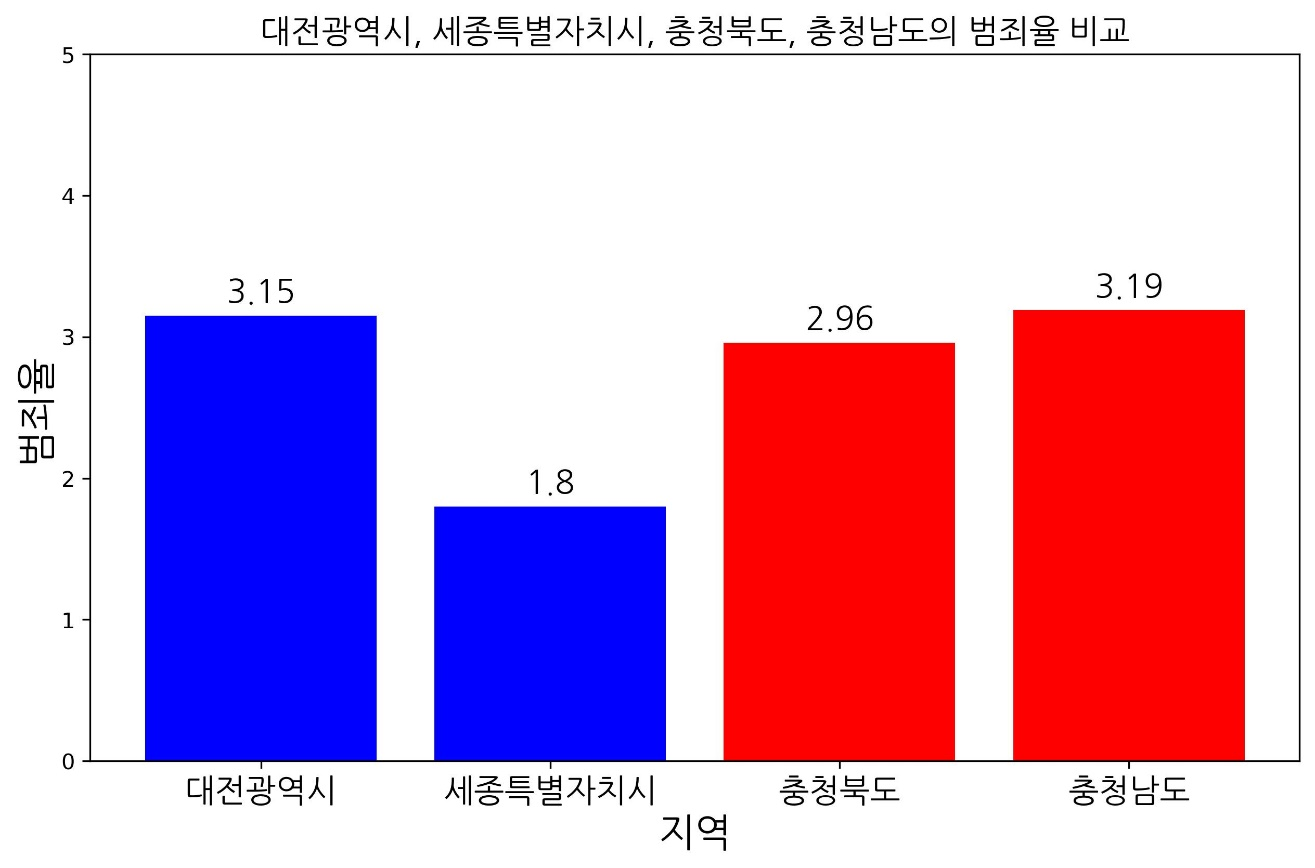 대전광역시, 세종특별자치시, 충청북도, 충청남도의 범죄율 비교
5
4
3
2
1
0
범죄율
3.15
1.8
2.96
3.19
대전광역시 세종특별자치시 충청북도 충청남도
지역